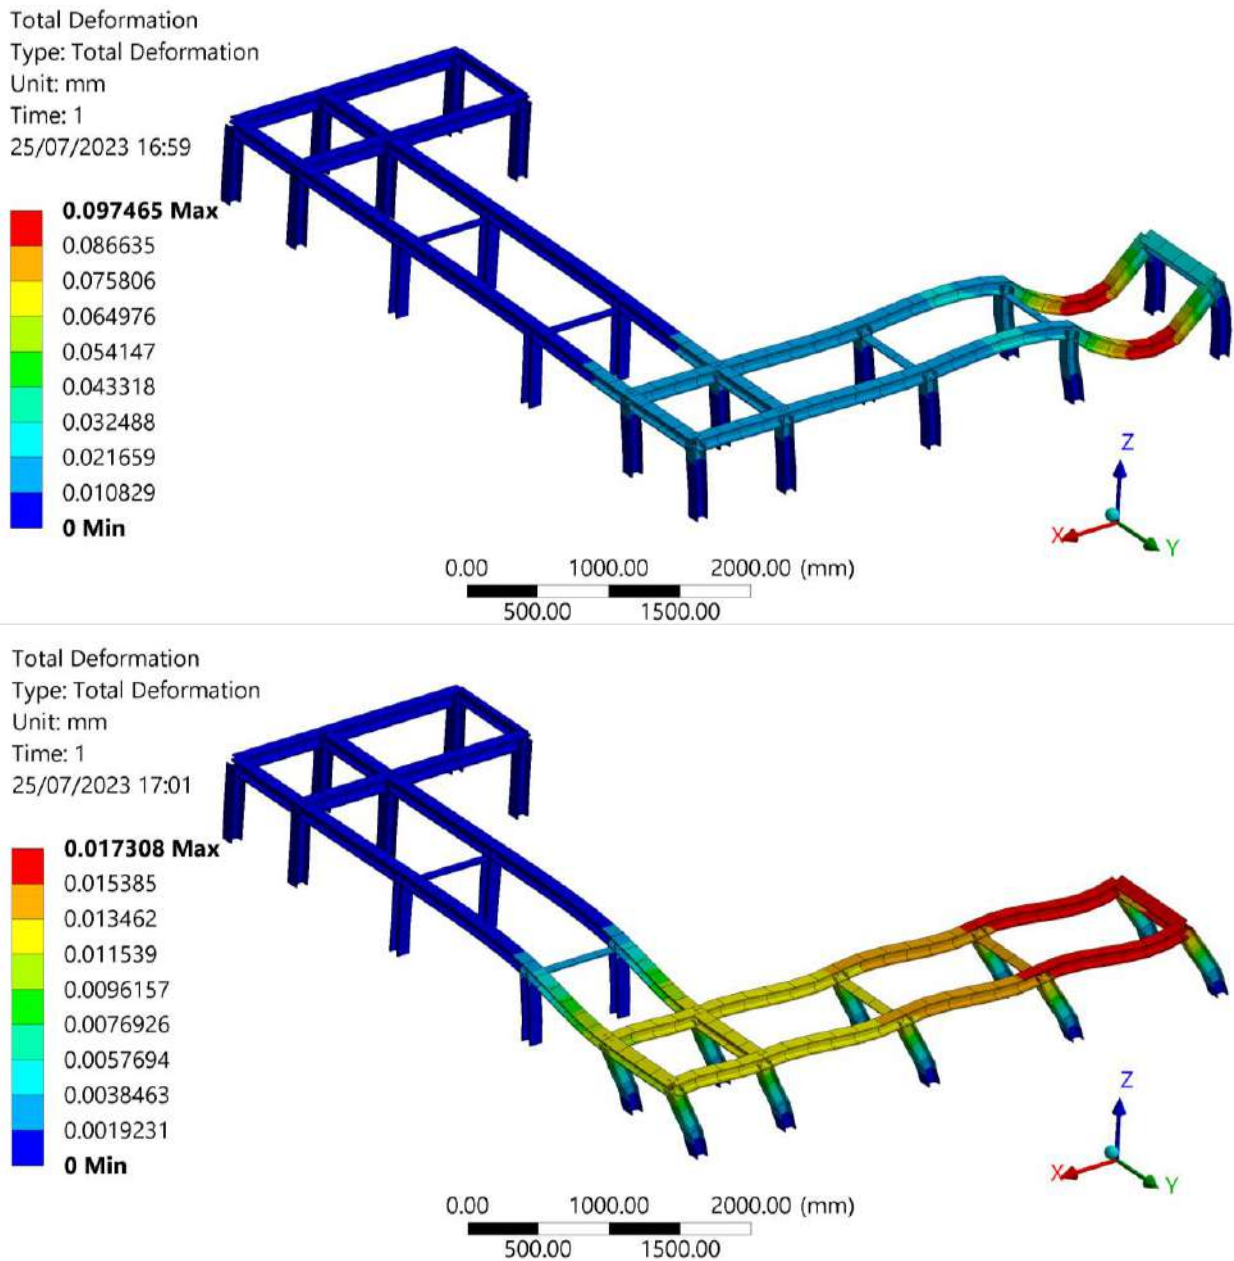 Total Deformation
Type: Total Deformation
Unit: mm
Time: 1
25/07/2023 16:59
0.097465 Max
0.086635
0.075806
0.064976
0.054147
0.043318
0.032488
0.021659
0.010829
0 Min
Z
X
Y
0.00 1000.00 2000.00 (mm)
500.00 1500.00
Total Deformation
Type: Total Deformation
Unit: mm
Time: 1
25/07/2023 17:01
0.017308 Max
0.015385
0.013462
0.011539
0.0096157
0.0076926
0.0057694
0.0038463
0.0019231
0 Min
Z
X
Y
0.00 1000.00 2000.00 (mm)
500.00 1500.00